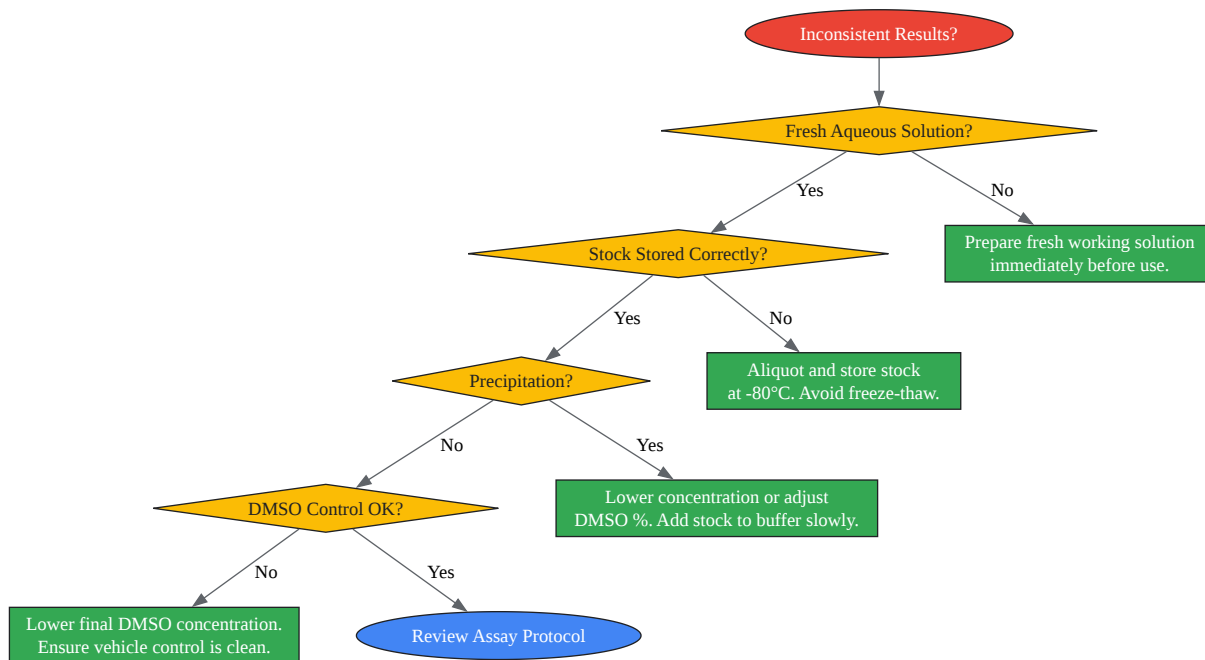 Inconsistent Results?
Fresh Aqueous Solution?
Yes
No
Prepare fresh working solution
immediately before use.
Stock Stored Correctly?
Yes
No
Aliquot and store stock
at -80°C. Avoid freeze-thaw.
Precipitation?
No
Yes
Lower concentration or adjust
DMSO %. Add stock to buffer slowly.
DMSO Control OK?
No
Yes
Lower final DMSO concentration.
Ensure vehicle control is clean.
Review Assay Protocol